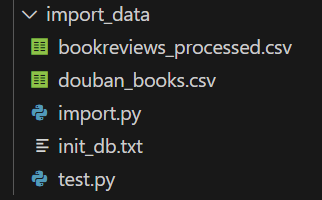 import_data
bookreviews_processed.csv
douban_books.csv
import.py
init_db.txt
test.py